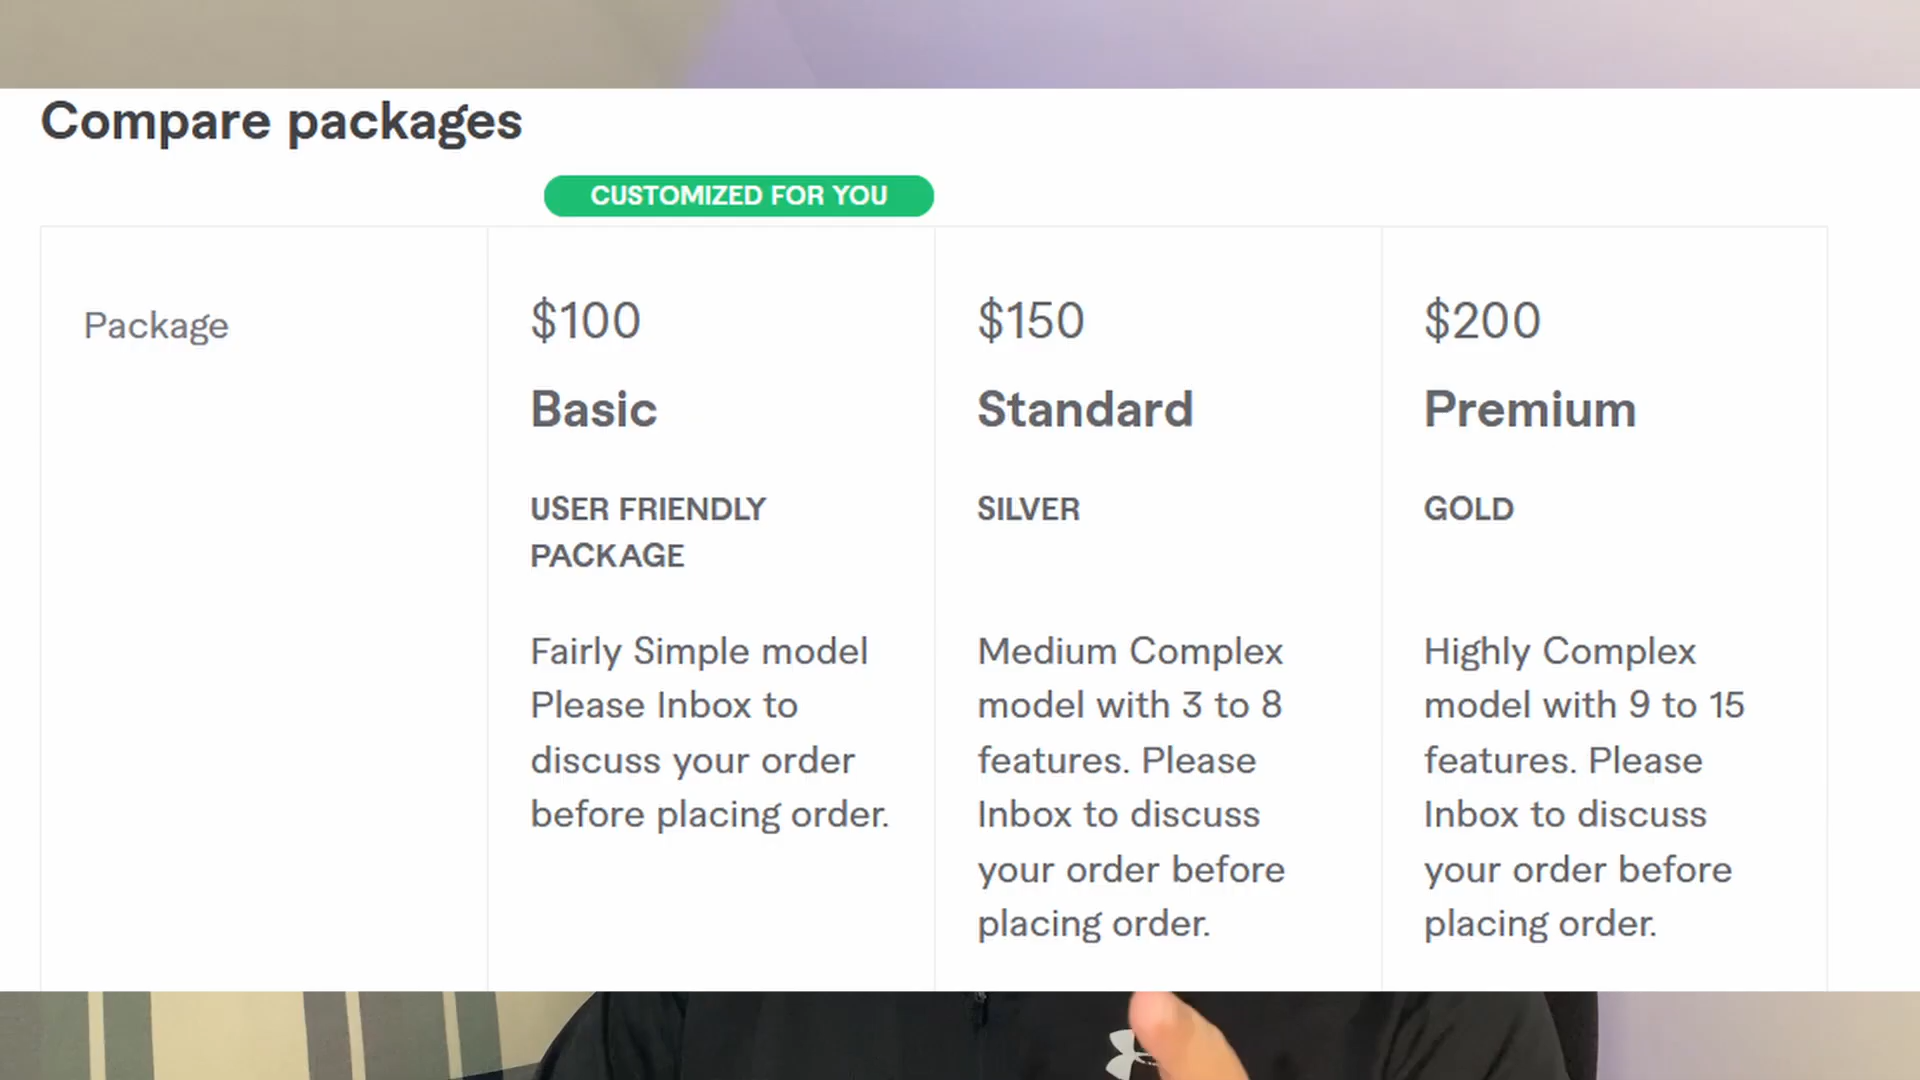 Compare packages
CUSTOMIZED FOR YOU
Package
$100
Basic
USER FRIENDLY
PACKAGE
Fairly Simple model
Please Inbox to
discuss your order
before placing order.
$150
Standard
SILVER
Medium Complex
model with 3 to 8
features. Please
Inbox to discuss
your order before
placing order.
$200
Premium
GOLD
Highly Complex
model with 9 to 15
features. Please
Inbox to discuss
your order before
placing order.